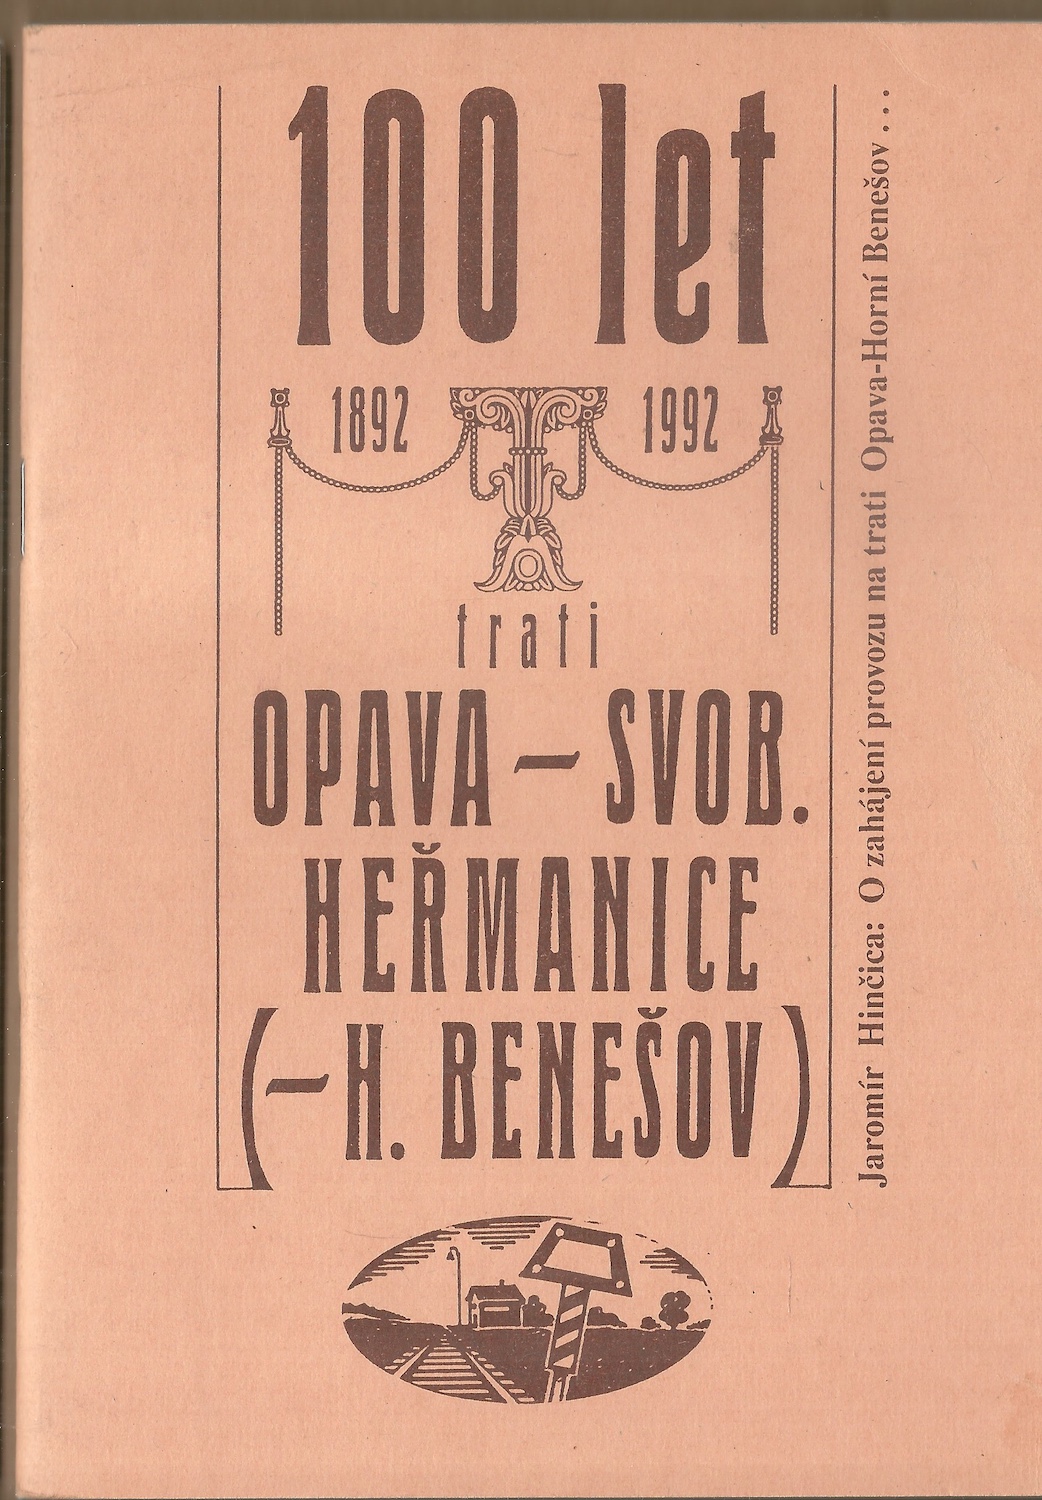 100 let
1892 1992
trati
OPAVA – SVOB.
HEŘMANICE
(– H. BENEŠOV)
Jaromír Hinčica: O zahájení provozu na trati Opava-Horní Benešov...